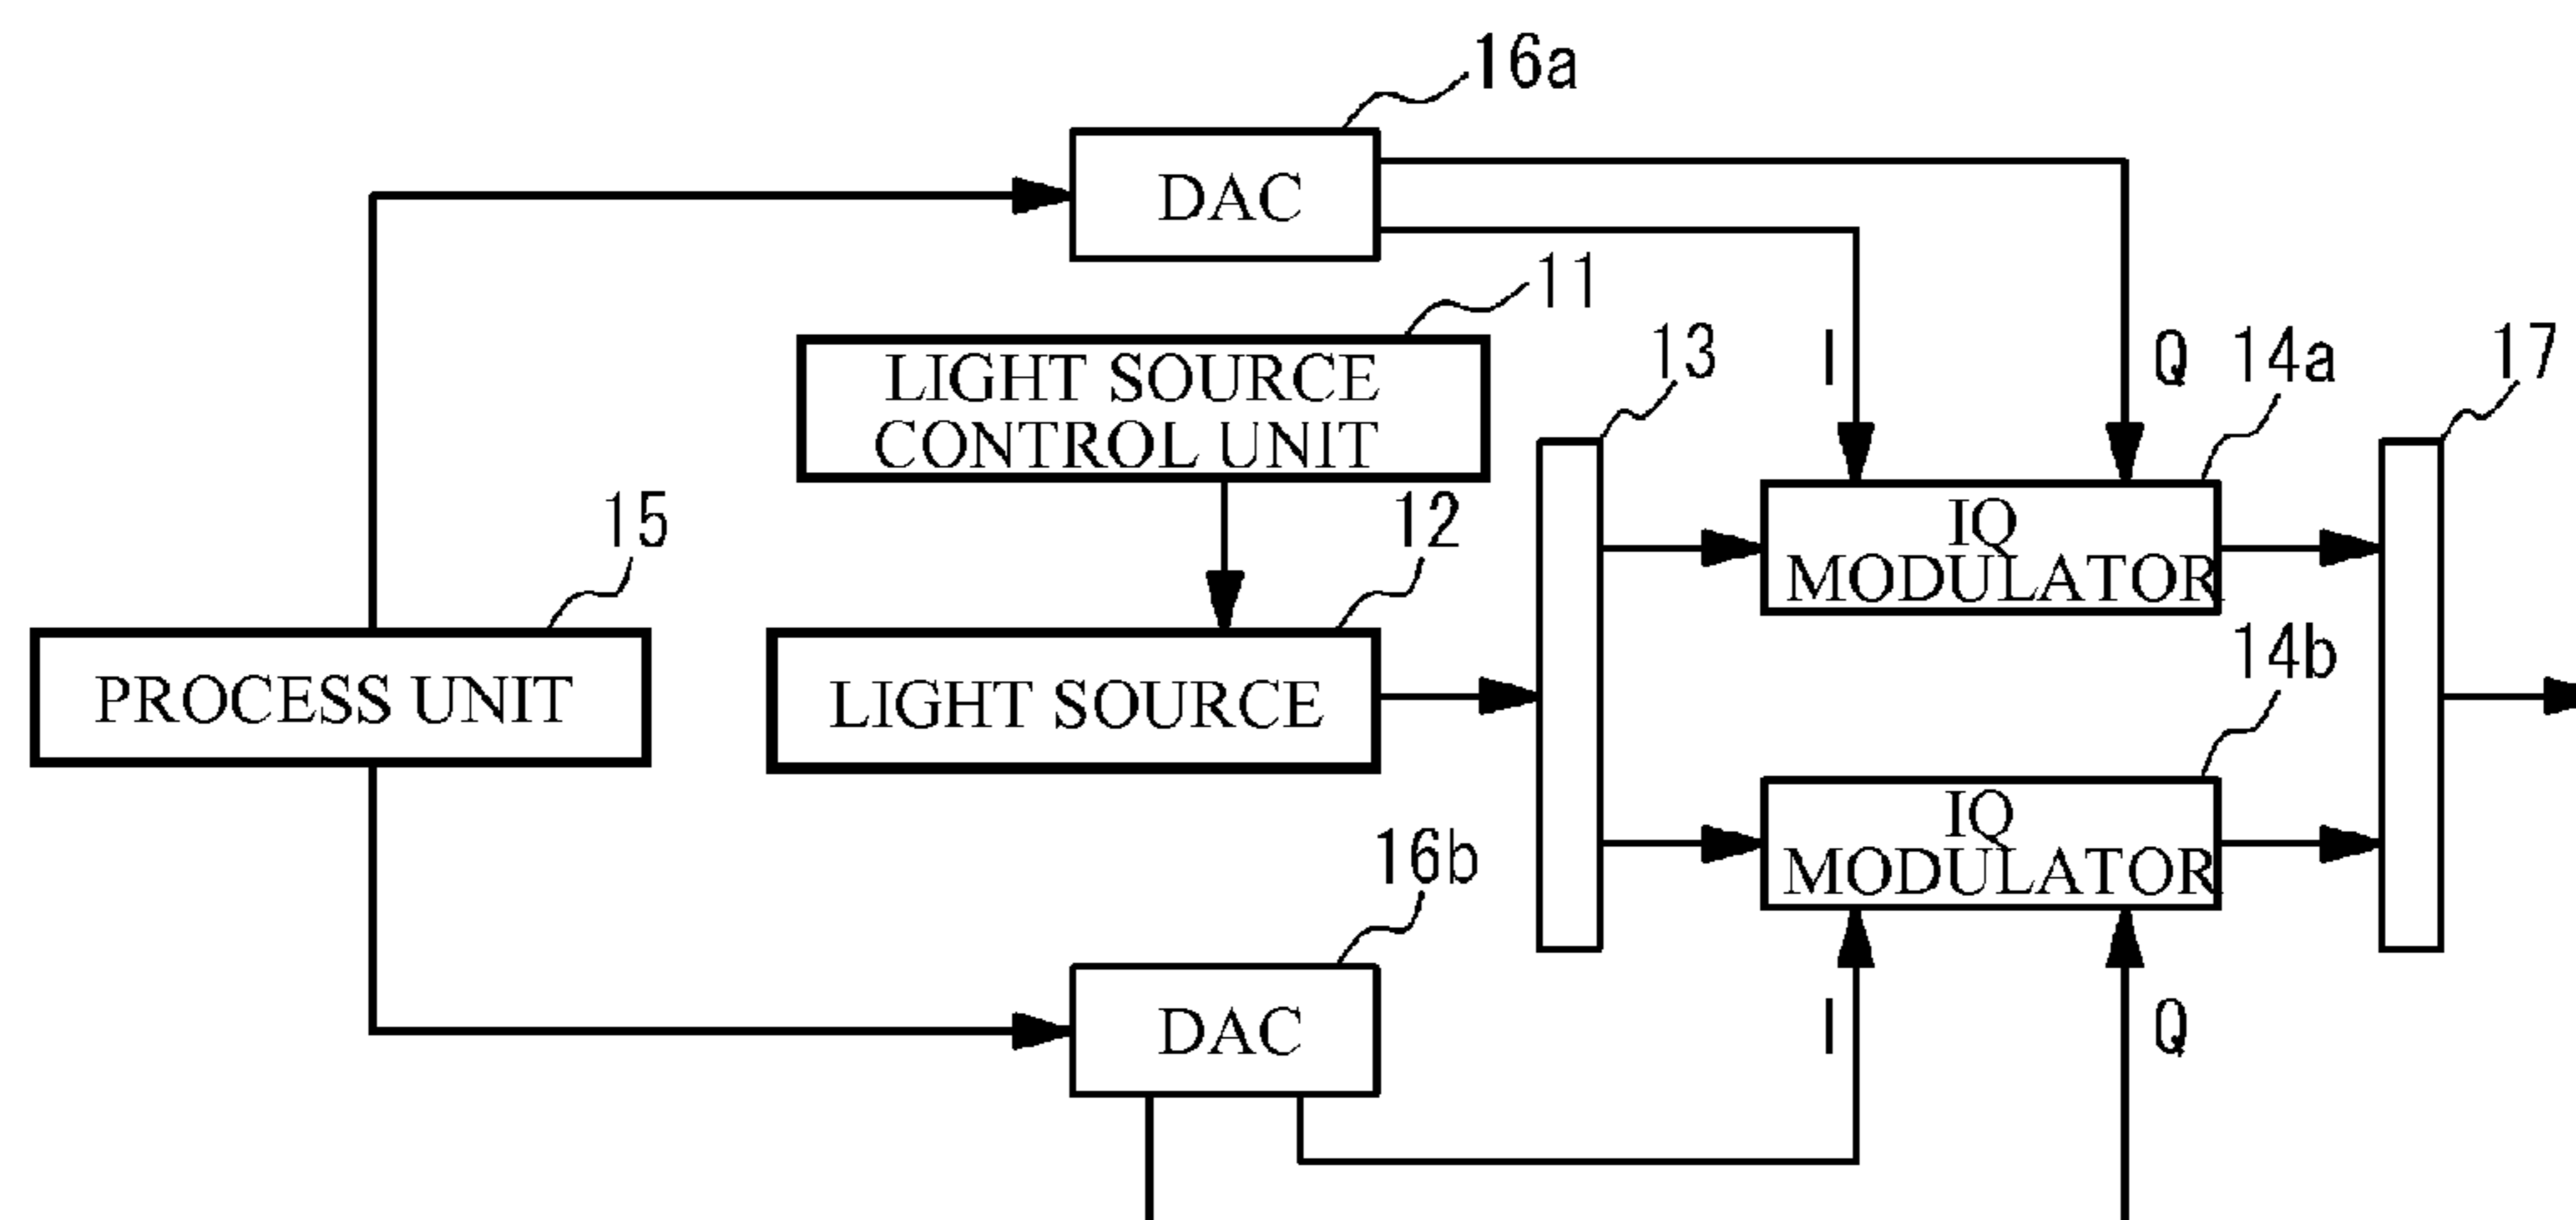 16a
DAC
11
LIGHT SOURCE
CONTROL UNIT
13
I
Q
14a
17
15
12
IQ
MODULATOR
PROCESS UNIT
LIGHT SOURCE
14b
16b
IQ
MODULATOR
DAC
I
Q